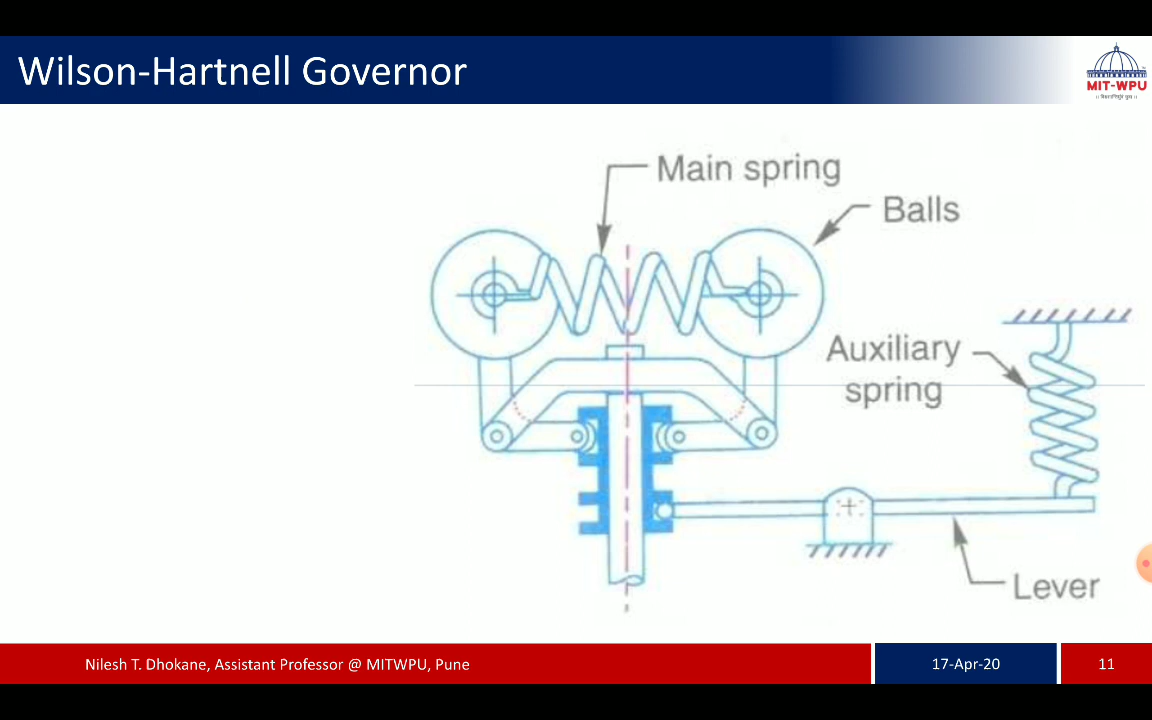 Wilson-Hartnell Governor
MIT-WPU
Main spring
Balls
Auxiliary
spring
Lever
Nilesh T. Dhokane, Assistant Professor @ MITWPU, Pune
17-Apr-20
11